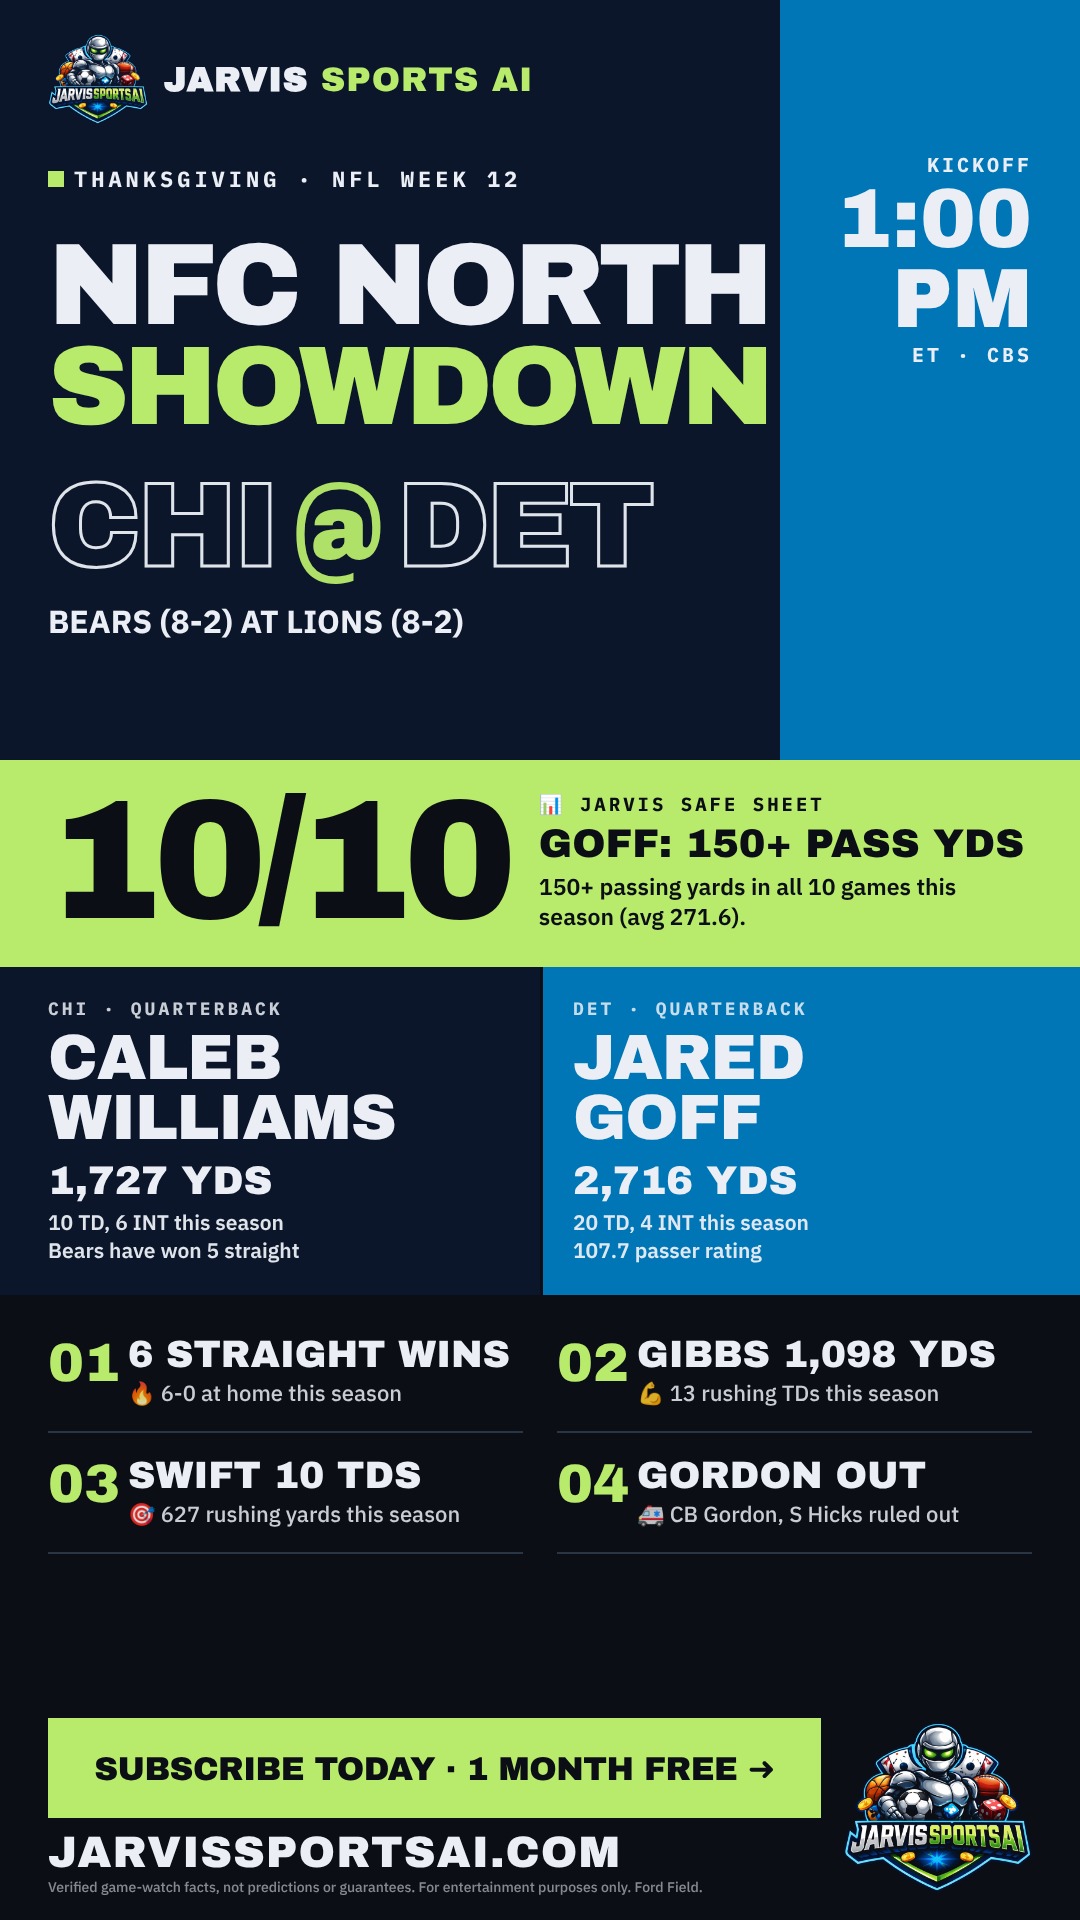 JARVISSPORTSAI
JARVIS SPORTS AI
THANKSGIVING · NFL WEEK 12
NFC NORTH
SHOWDOWN
CHI @ DET
BEARS (8-2) AT LIONS (8-2)
KICKOFF
1:00
PM
ET · CBS
10/10
📊 JARVIS SAFE SHEET
GOFF: 150+ PASS YDS
150+ passing yards in all 10 games this
season (avg 271.6).
CHI · QUARTERBACK
CALEB
WILLIAMS
1,727 YDS
10 TD, 6 INT this season
Bears have won 5 straight
DET · QUARTERBACK
JARED
GOFF
2,716 YDS
20 TD, 4 INT this season
107.7 passer rating
01 6 STRAIGHT WINS
🔥 6-0 at home this season
02 GIBBS 1,098 YDS
💪 13 rushing TDs this season
03 SWIFT 10 TDS
🎯 627 rushing yards this season
04 GORDON OUT
🚑 CB Gordon, S Hicks ruled out
SUBSCRIBE TODAY · 1 MONTH FREE →
JARVISSPORTSAI.COM
Verified game-watch facts, not predictions or guarantees. For entertainment purposes only. Ford Field.
JARVISSPORTSAI